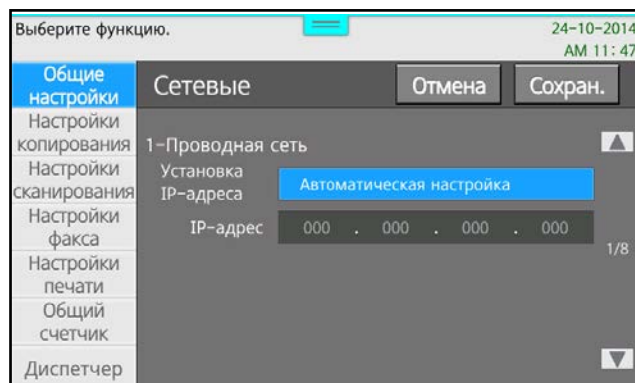 Выберите функцию.
24-10-2014
AM 11:47
Общие
настройки
Настройки
копирования
Настройки
сканирования
Настройки
факса
Настройки
печати
Общий
счетчик
Диспетчер
Сетевые
Отмена
Сохран.
1-Проводная сеть
Установка
IP-адреса
Автоматическая настройка
IP-адрес
000 . 000 . 000 . 000
1/8